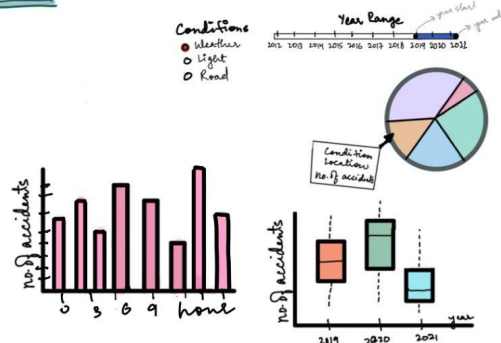 Conditions
Weather
Light
Road
Year Range
year start
2012 2013 2014 2015 2016 2017 2018 2019 2020 2021
Condition
Location
no. of accidents
no. of accidents
0 3 6 9 hour
no. of accidents
2019 2020 2021
year